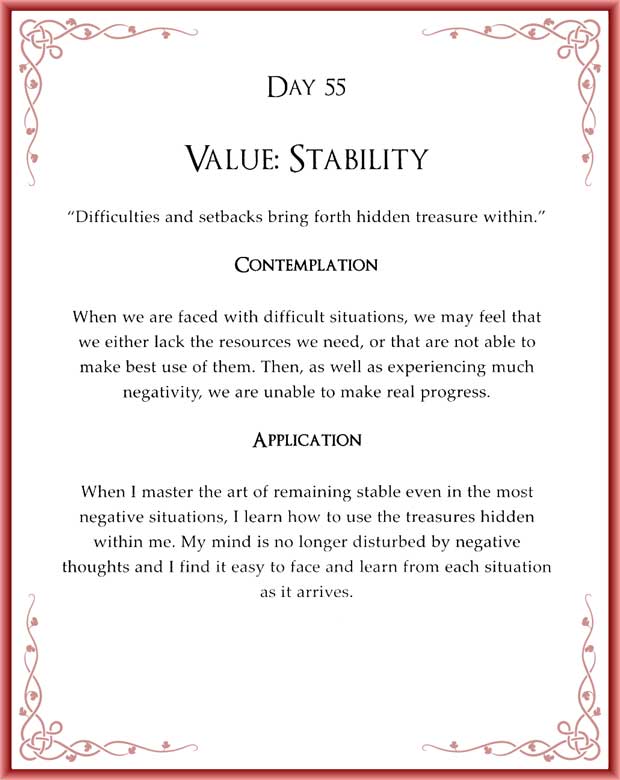 Day 55
Value: Stability
“Difficulties and setbacks bring forth hidden treasure within.”
Contemplation
When we are faced with difficult situations, we may feel that
we either lack the resources we need, or that are not able to
make best use of them. Then, as well as experiencing much
negativity, we are unable to make real progress.
Application
When I master the art of remaining stable even in the most
negative situations, I learn how to use the treasures hidden
within me. My mind is no longer disturbed by negative
thoughts and I find it easy to face and learn from each situation
as it arrives.